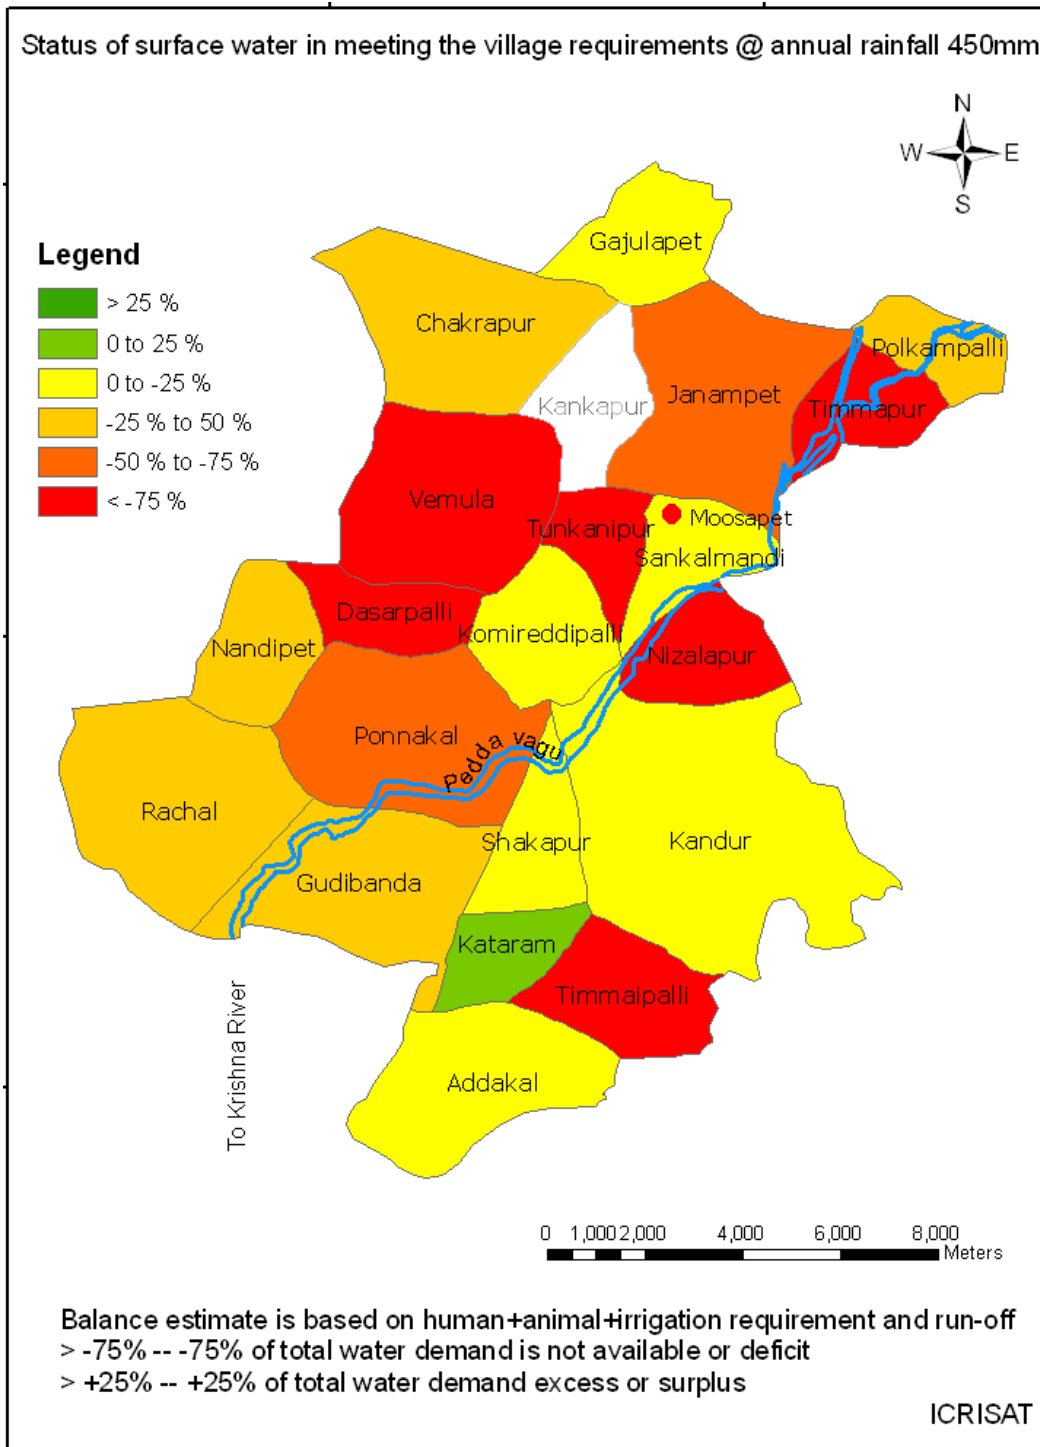 Status of surface water in meeting the village requirements @ annual rainfall 450mm
N
W E
S
Legend
> 25 %
0 to 25 %
0 to -25 %
-25 % to 50 %
-50 % to -75 %
< -75 %
Gajulapet
Chakrapur
Polkampalli
Kankapur
Janampet
Timmapur
Vemula
Tunkanipur
Moosapet
Sankalmandi
Dasarpalli
Komireddipalli
Nandipet
Nizalapur
Ponnakal
Pedda vagu
Rachal
Shakapur
Kandur
Gudibanda
Kataram
Timmaipalli
Addakal
To Krishna River
0 1,000 2,000 4,000 6,000 8,000
Meters
Balance estimate is based on human+animal+irrigation requirement and run-off
> -75% -- -75% of total water demand is not available or deficit
> +25% -- +25% of total water demand excess or surplus
ICRISAT